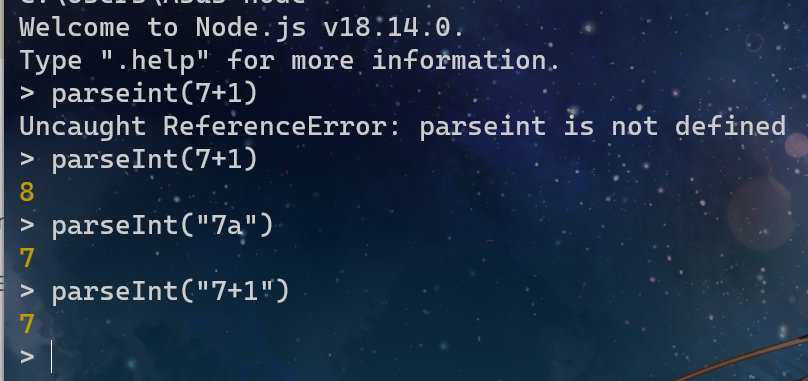 Welcome to Node.js v18.14.0.
Type ".help" for more information.
> parseint(7+1)
Uncaught ReferenceError: parseint is not defined
> parseInt(7+1)
8
> parseInt("7a")
7
> parseInt("7+1")
7
>